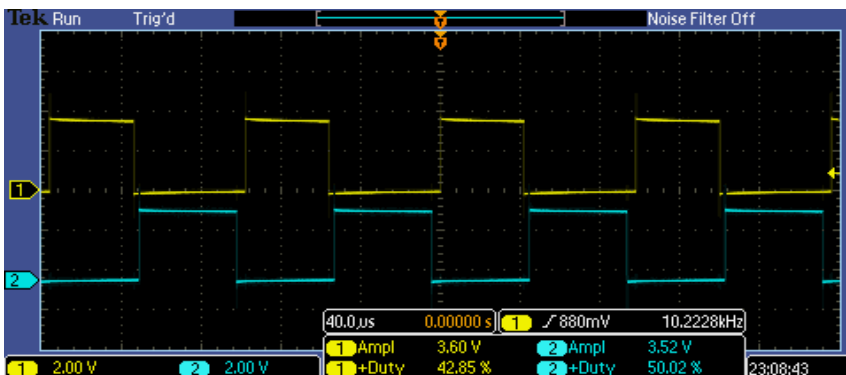 Tek Run Trig'd Noise Filter Off
T
T
1
2
40.0µs 0.00000 s 1 ∫ 880mV 10.2228kHz
1 Ampl 3.60 V 2 Ampl 3.52 V
1 2.00 V 2 2.00 V 1 +Duty 42.85 % 2 +Duty 50.02 % 23:08:43